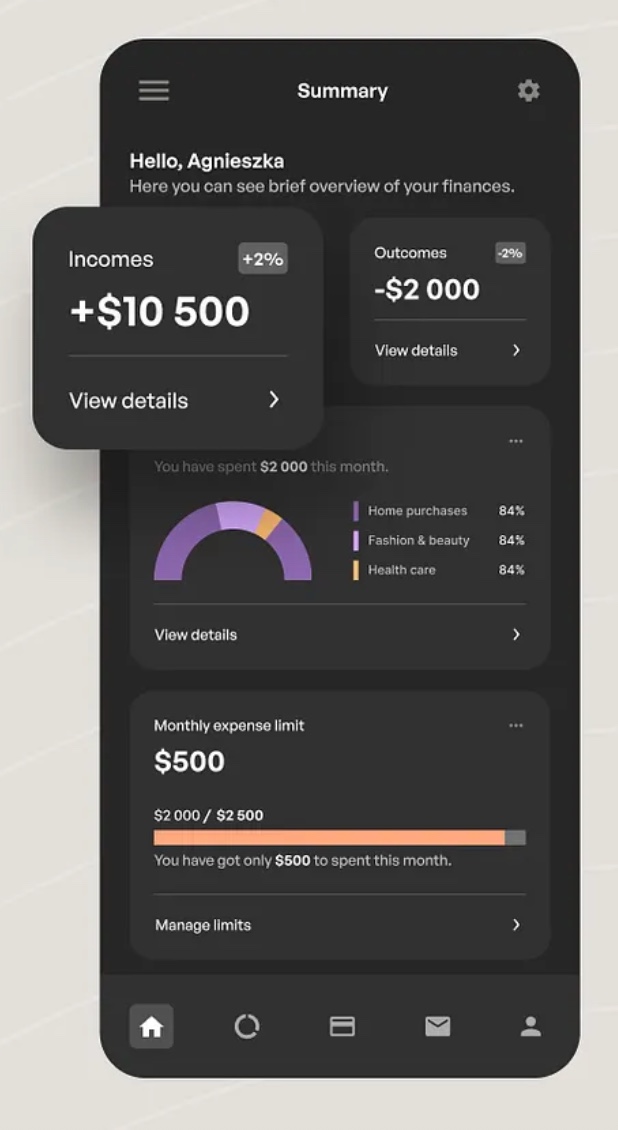 Summary
Hello, Agnieszka
Here you can see brief overview of your finances.
Incomes +2%
+$10 500
View details
Outcomes -2%
-$2 000
View details
You have spent $2 000 this month.
Home purchases 84%
Fashion & beauty 84%
Health care 84%
View details
Monthly expense limit
$500
$2 000 / $2 500
You have got only $500 to spent this month.
Manage limits